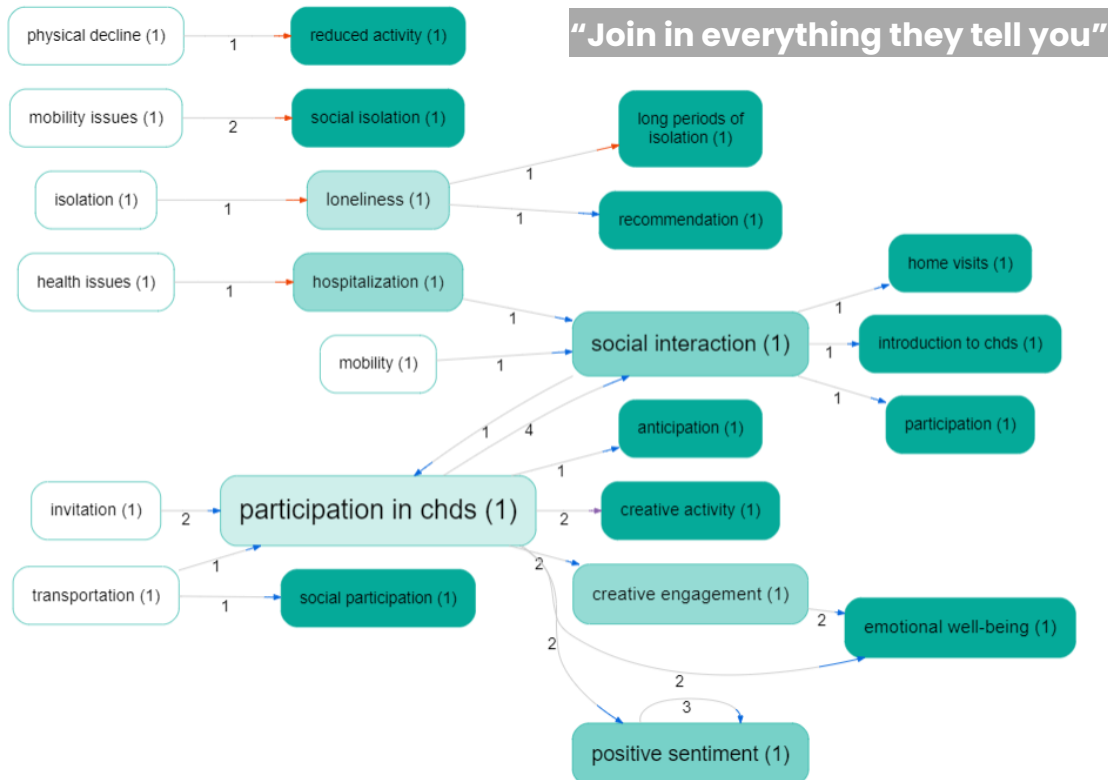 “Join in everything they tell you”
physical decline (1)
1
reduced activity (1)
mobility issues (1)
2
social isolation (1)
long periods of
isolation (1)
1
isolation (1)
1
loneliness (1)
1
recommendation (1)
health issues (1)
1
hospitalization (1)
1
home visits (1)
1
social interaction (1)
1
introduction to chds (1)
mobility (1)
1
1
participation (1)
1
4
anticipation (1)
1
invitation (1)
2
participation in chds (1)
2
creative activity (1)
transportation (1)
1
1
social participation (1)
2
creative engagement (1)
2
emotional well-being (1)
2
2
3
positive sentiment (1)